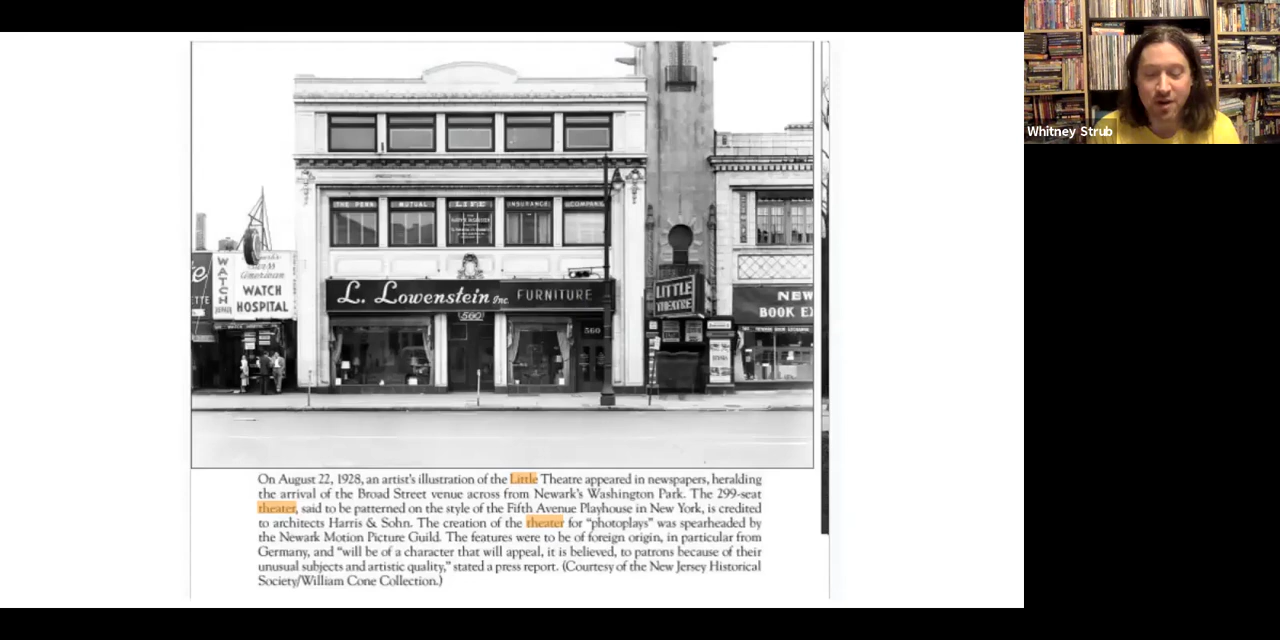 Whitney Strub
THE PENN
MUTUAL
LIFE
INSURANCE
COMPANY
WATCH
American
WATCH
HOSPITAL
L. Lowenstein Inc. FURNITURE
560
560
LITTLE
THEATRE
NEW
BOOK EX
On August 22, 1928, an artist's illustration of the Little Theatre appeared in newspapers, heralding
the arrival of the Broad Street venue across from Newark's Washington Park. The 299-seat
theater, said to be patterned on the style of the Fifth Avenue Playhouse in New York, is credited
to architects Harris & Sohn. The creation of the theater for "photoplays" was spearheaded by
the Newark Motion Picture Guild. The features were to be of foreign origin, in particular from
Germany, and "will be of a character that will appeal, it is believed, to patrons because of their
unusual subjects and artistic quality," stated a press report. (Courtesy of the New Jersey Historical
Society/William Cone Collection.)